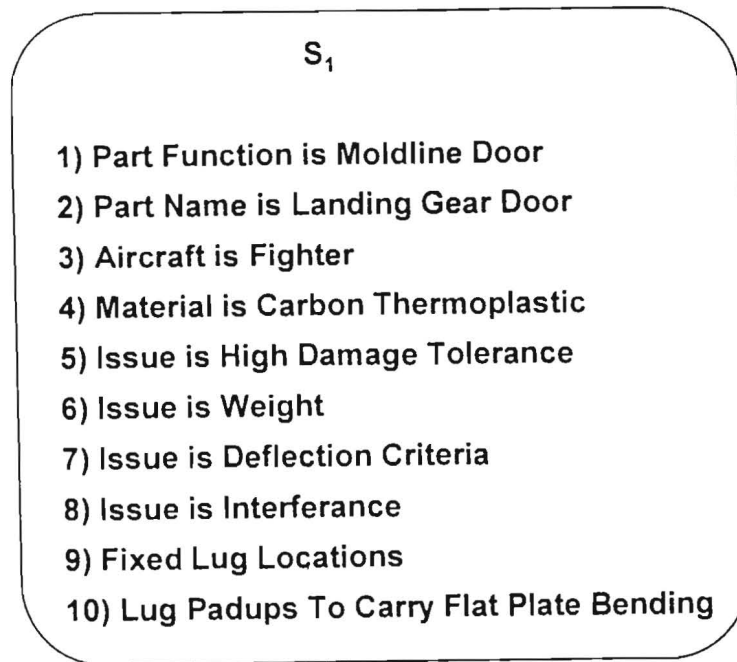 S₁
1) Part Function is Moldline Door
2) Part Name is Landing Gear Door
3) Aircraft is Fighter
4) Material is Carbon Thermoplastic
5) Issue is High Damage Tolerance
6) Issue is Weight
7) Issue is Deflection Criteria
8) Issue is Interferance
9) Fixed Lug Locations
10) Lug Padups To Carry Flat Plate Bending